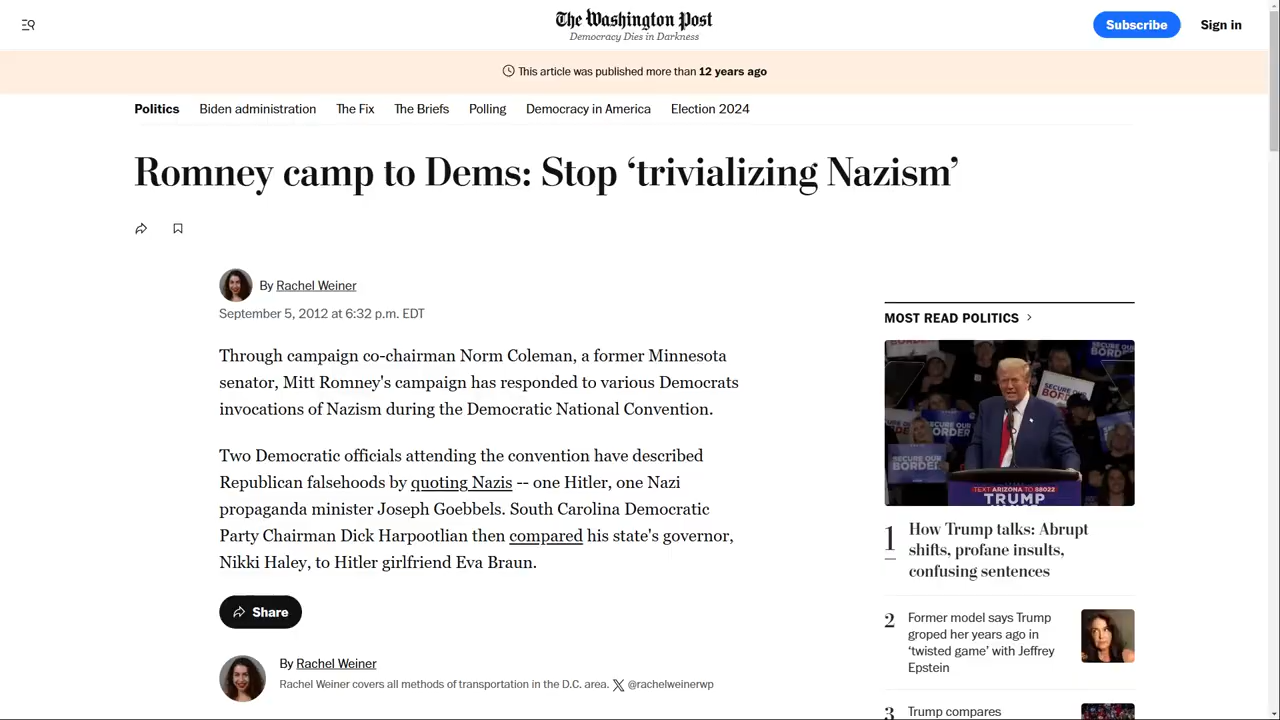 The Washington Post
Democracy Dies in Darkness
Subscribe
Sign in
This article was published more than 12 years ago
Politics
Biden administration
The Fix
The Briefs
Polling
Democracy in America
Election 2024
Romney camp to Dems: Stop ‘trivializing Nazism’
By Rachel Weiner
September 5, 2012 at 6:32 p.m. EDT
Through campaign co-chairman Norm Coleman, a former Minnesota
senator, Mitt Romney's campaign has responded to various Democrats
invocations of Nazism during the Democratic National Convention.
Two Democratic officials attending the convention have described
Republican falsehoods by quoting Nazis -- one Hitler, one Nazi
propaganda minister Joseph Goebbels. South Carolina Democratic
Party Chairman Dick Harpootlian then compared his state's governor,
Nikki Haley, to Hitler girlfriend Eva Braun.
Share
By Rachel Weiner
Rachel Weiner covers all methods of transportation in the D.C. area. X @rachelweinerwp
MOST READ POLITICS
SECURE OUR
BORDER
SECURE OUR
BORDER
SECURE OUR
BORDER
TEXT ARIZONA TO 88022
TRUMP
1
How Trump talks: Abrupt
shifts, profane insults,
confusing sentences
2
Former model says Trump
groped her years ago in
‘twisted game’ with Jeffrey
Epstein
3
Trump compares